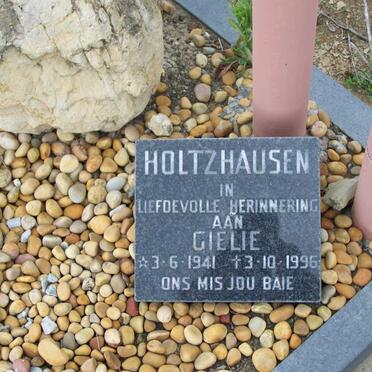 HOLTZHAUSEN
IN
LIEFDEVOLLE HERINNERING
AAN
GIELIE
☆3-6-1941 ✝3-10-1996
ONS MIS JOU BAIE